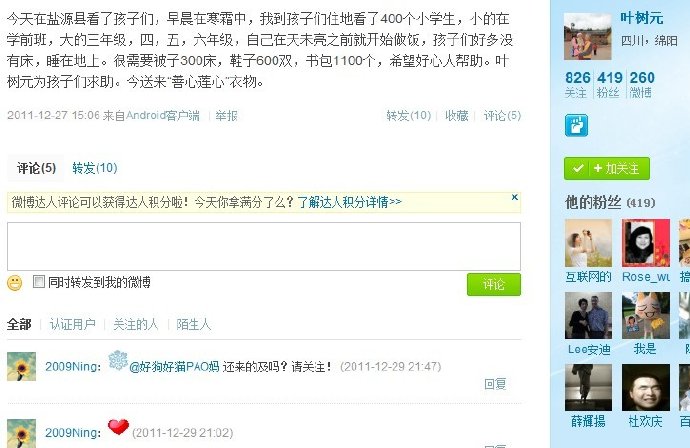 今天在盐源县看了孩子们，早晨在寒霜中，我到孩子们住地看了400个小学生，小的在
学前班，大的三年级，四，五，六年级，自己在天未亮之前就开始做饭，孩子们好多没
有床，睡在地上。很需要被子300床，鞋子600双，书包1100个，希望好心人帮助。叶
树元为孩子们求助。今送来“善心莲心”衣物。
2011-12-27 15:06 来自Android客户端 | 举报
转发(10) | 收藏 | 评论(5)
评论(5) 转发(10)
微博达人评论可以获得达人积分啦！今天你拿满分了么？了解达人积分详情>>
同时转发到我的微博
评论
全部 | 认证用户 | 关注的人 | 陌生人
2009Ning： @好狗好猫PAO妈 还来的及吗？请关注！ (2011-12-29 21:47)
回复
2009Ning： (2011-12-29 21:02)
叶树元
四川，绵阳
826 419 260
关注 粉丝 微博
+加关注
他的粉丝 (419)
互联网的 Rose_wu 搞
Lee安迪 我是
薛輝揚 杜欢庆 百